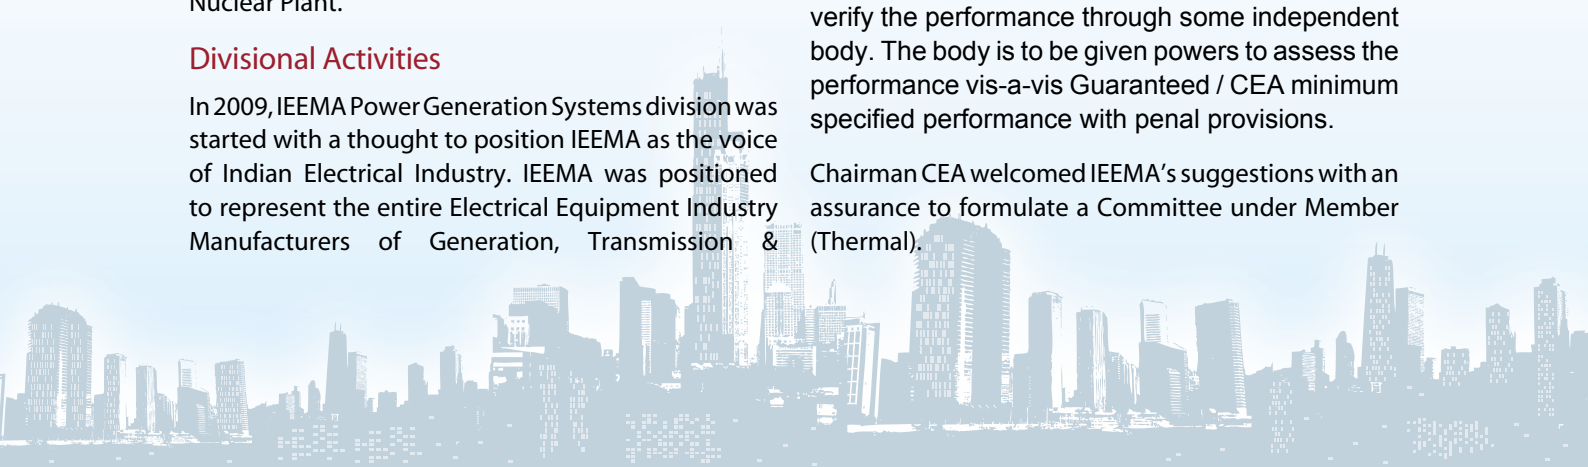 Nuclear Plant.
Divisional Activities
In 2009, IEEMA Power Generation Systems division was
started with a thought to position IEEMA as the voice
of Indian Electrical Industry. IEEMA was positioned
to represent the entire Electrical Equipment Industry
Manufacturers of Generation, Transmission &
verify the performance through some independent
body. The body is to be given powers to assess the
performance vis-a-vis Guaranteed / CEA minimum
specified performance with penal provisions.
Chairman CEA welcomed IEEMA’s suggestions with an
assurance to formulate a Committee under Member
(Thermal).